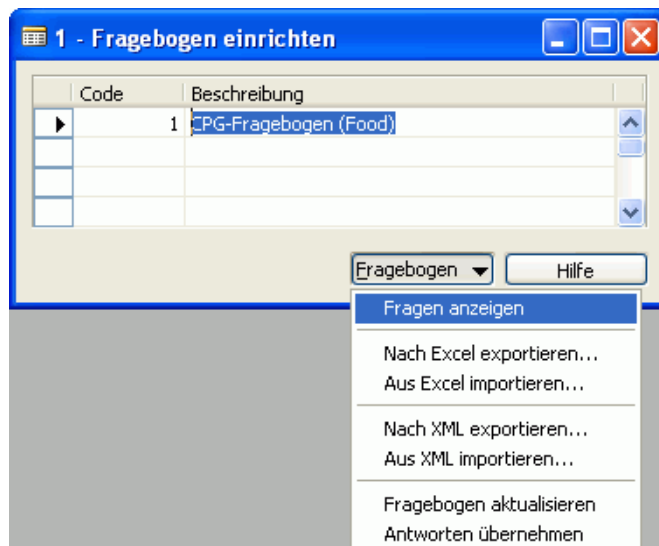 1 - Fragebogen einrichten
Code Beschreibung
1 CPG-Fragebogen (Food)
Fragebogen Hilfe
Fragen anzeigen
Nach Excel exportieren...
Aus Excel importieren...
Nach XML exportieren...
Aus XML importieren...
Fragebogen aktualisieren
Antworten übernehmen